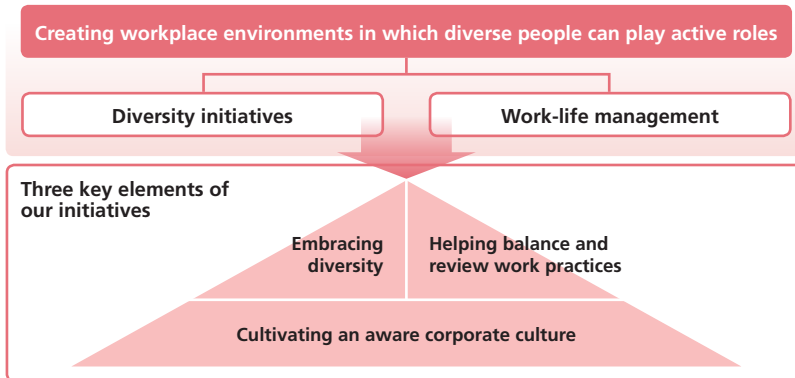 Creating workplace environments in which diverse people can play active roles
Diversity initiatives
Work-life management
Three key elements of
our initiatives
Embracing
diversity
Helping balance and
review work practices
Cultivating an aware corporate culture